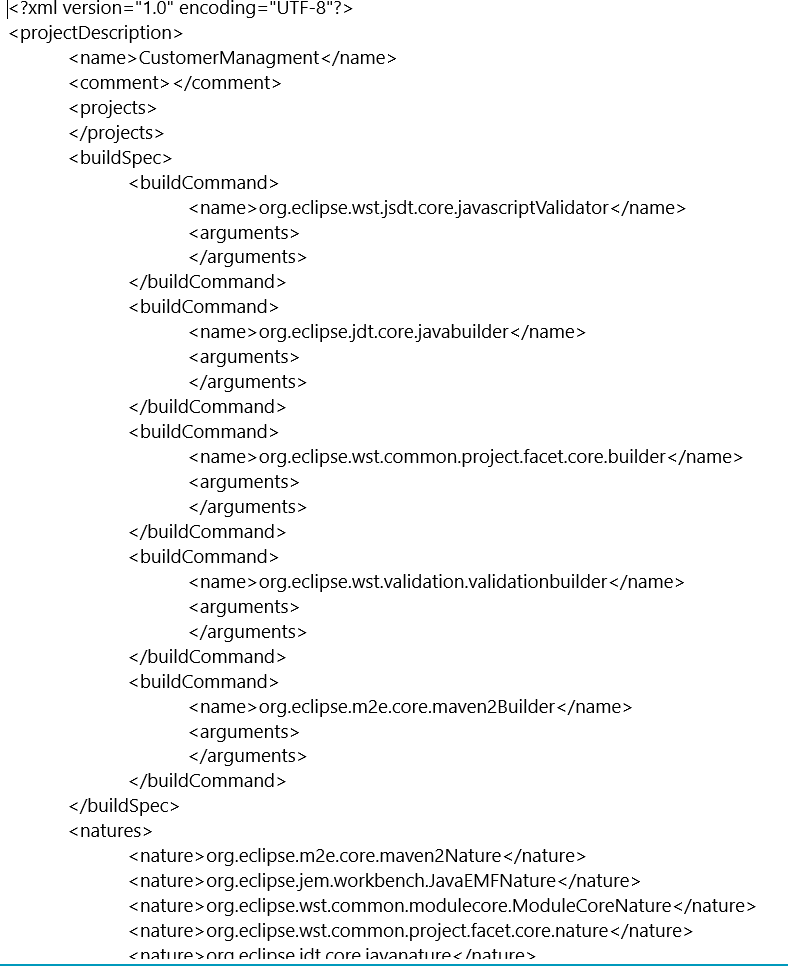 <?xml version="1.0" encoding="UTF-8"?>
<projectDescription>
<name>CustomerManagment</name>
<comment></comment>
<projects>
</projects>
<buildSpec>
<buildCommand>
<name>org.eclipse.wst.jsdt.core.javascriptValidator</name>
<arguments>
</arguments>
</buildCommand>
<buildCommand>
<name>org.eclipse.jdt.core.javabuilder</name>
<arguments>
</arguments>
</buildCommand>
<buildCommand>
<name>org.eclipse.wst.common.project.facet.core.builder</name>
<arguments>
</arguments>
</buildCommand>
<buildCommand>
<name>org.eclipse.wst.validation.validationbuilder</name>
<arguments>
</arguments>
</buildCommand>
<buildCommand>
<name>org.eclipse.m2e.core.maven2Builder</name>
<arguments>
</arguments>
</buildCommand>
</buildSpec>
<natures>
<nature>org.eclipse.m2e.core.maven2Nature</nature>
<nature>org.eclipse.jem.workbench.JavaEMFNature</nature>
<nature>org.eclipse.wst.common.modulecore.ModuleCoreNature</nature>
<nature>org.eclipse.wst.common.project.facet.core.nature</nature>
<nature>org.eclipse.jdt.core.javanature</nature>